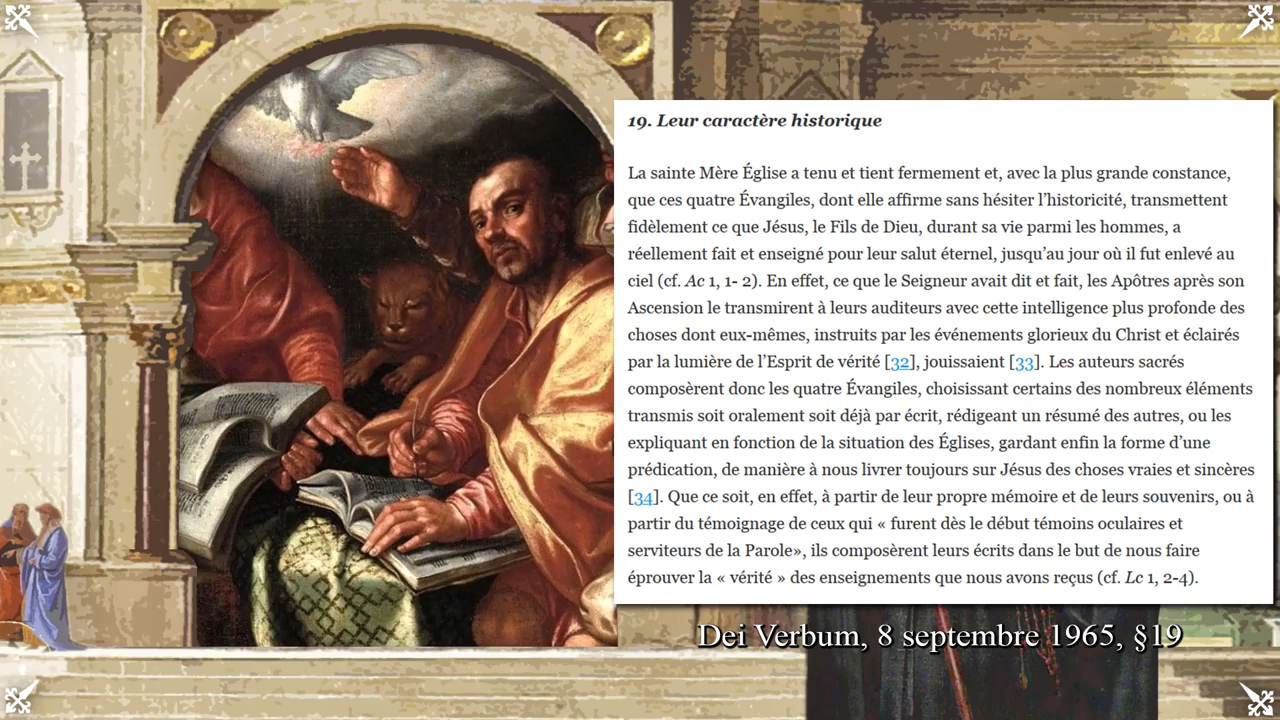 19. Leur caractère historique
La sainte Mère Église a tenu et tient fermement et, avec la plus grande constance,
que ces quatre Évangiles, dont elle affirme sans hésiter l’historicité, transmettent
fidèlement ce que Jésus, le Fils de Dieu, durant sa vie parmi les hommes, a
réellement fait et enseigné pour leur salut éternel, jusqu’au jour où il fut enlevé au
ciel (cf. Ac 1, 1- 2). En effet, ce que le Seigneur avait dit et fait, les Apôtres après son
Ascension le transmirent à leurs auditeurs avec cette intelligence plus profonde des
choses dont eux-mêmes, instruits par les événements glorieux du Christ et éclairés
par la lumière de l’Esprit de vérité [32], jouissaient [33]. Les auteurs sacrés
composèrent donc les quatre Évangiles, choisissant certains des nombreux éléments
transmis soit oralement soit déjà par écrit, rédigeant un résumé des autres, ou les
expliquant en fonction de la situation des Églises, gardant enfin la forme d’une
prédication, de manière à nous livrer toujours sur Jésus des choses vraies et sincères
[34]. Que ce soit, en effet, à partir de leur propre mémoire et de leurs souvenirs, ou à
partir du témoignage de ceux qui « furent dès le début témoins oculaires et
serviteurs de la Parole», ils composèrent leurs écrits dans le but de nous faire
éprouver la « vérité » des enseignements que nous avons reçus (cf. Lc 1, 2-4).
Dei Verbum, 8 septembre 1965, §19